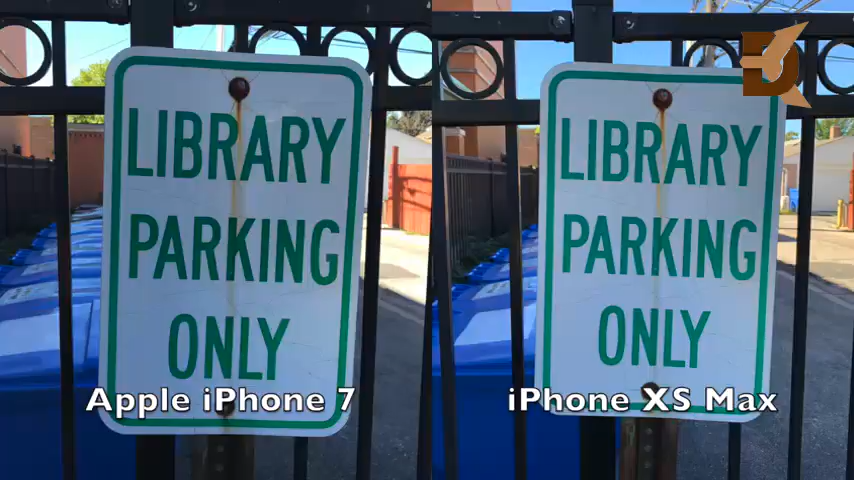 LIBRARY
PARKING
ONLY
Apple iPhone 7
LIBRARY
PARKING
ONLY
iPhone XS Max